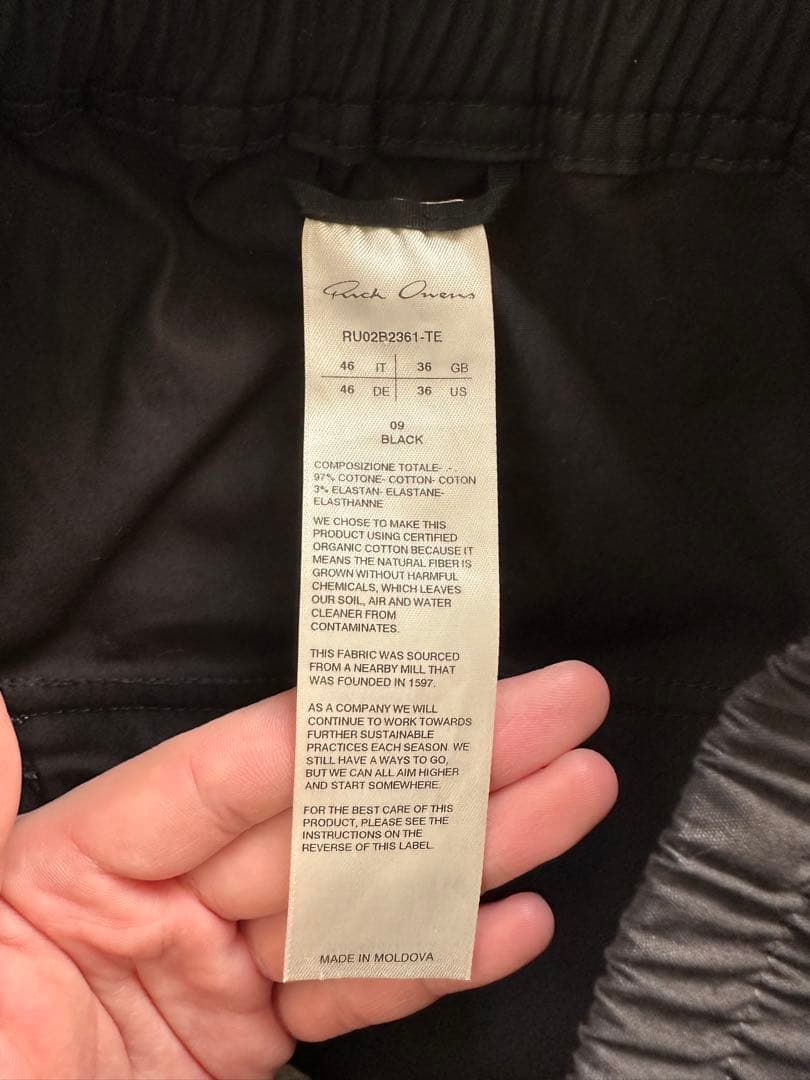 Rick Owens
RU02B2361-TE
46 IT 36 GB
46 DE 36 US
09
BLACK
COMPOSIZIONE TOTALE- .- .
97% COTONE- COTTON- COTON
3% ELASTAN- ELASTANE-
ELASTHANNE
WE CHOSE TO MAKE THIS
PRODUCT USING CERTIFIED
ORGANIC COTTON BECAUSE IT
MEANS THE NATURAL FIBER IS
GROWN WITHOUT HARMFUL
CHEMICALS, WHICH LEAVES
OUR SOIL, AIR AND WATER
CLEANER FROM
CONTAMINATES.
THIS FABRIC WAS SOURCED
FROM A NEARBY MILL THAT
WAS FOUNDED IN 1597.
AS A COMPANY WE WILL
CONTINUE TO WORK TOWARDS
FURTHER SUSTAINABLE
PRACTICES EACH SEASON. WE
STILL HAVE A WAYS TO GO,
BUT WE CAN ALL AIM HIGHER
AND START SOMEWHERE.
FOR THE BEST CARE OF THIS
PRODUCT, PLEASE SEE THE
INSTRUCTIONS ON THE
REVERSE OF THIS LABEL.
MADE IN MOLDOVA